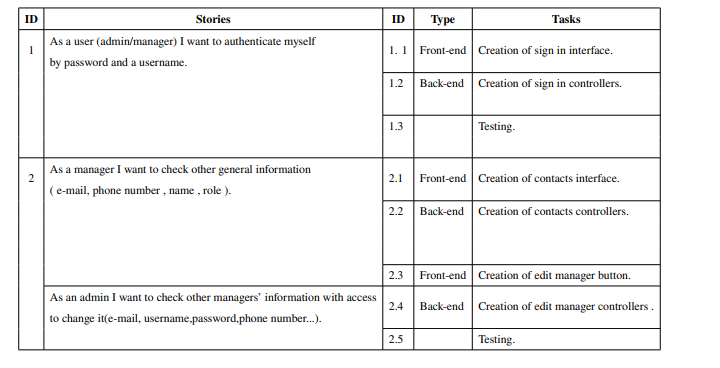 ID Stories ID Type Tasks
1 As a user (admin/manager) I want to authenticate myself
by password and a username.
1. 1 Front-end Creation of sign in interface.
1.2 Back-end Creation of sign in controllers.
1.3 Testing.
2 As a manager I want to check other general information
( e-mail, phone number , name , role ).
2.1 Front-end Creation of contacts interface.
2.2 Back-end Creation of contacts controllers.
2.3 Front-end Creation of edit manager button.
As an admin I want to check other managers' information with access
to change it(e-mail, username,password,phone number...).
2.4 Back-end Creation of edit manager controllers .
2.5 Testing.